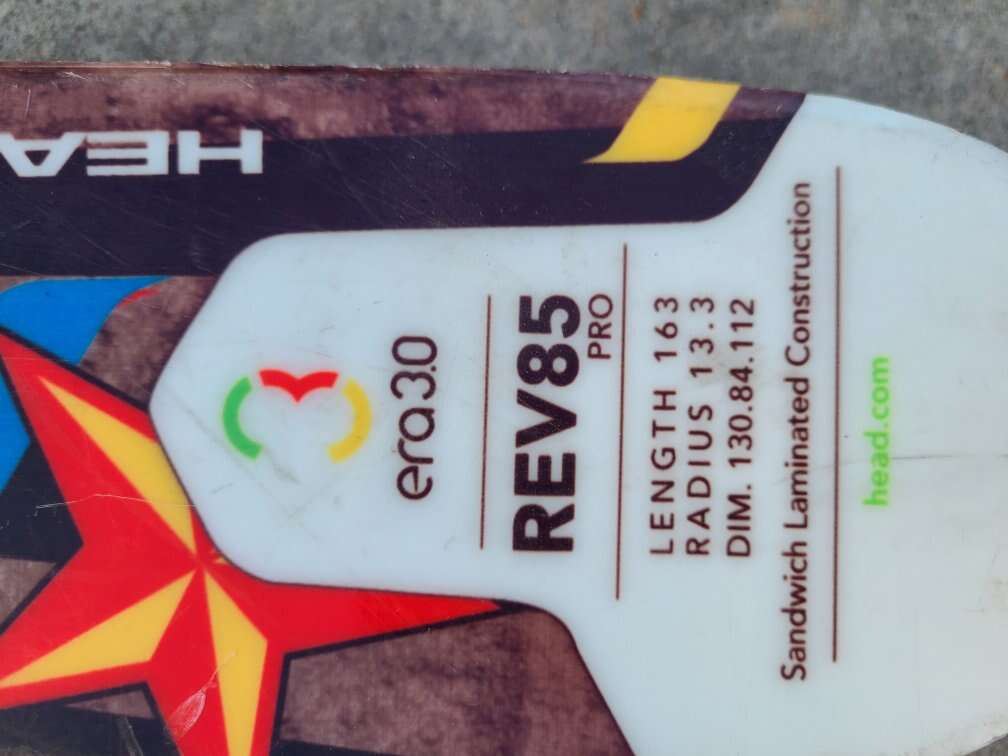 HEA
era3.0
REV85
PRO
LENGTH 163
RADIUS 13.3
DIM. 130.84.112
Sandwich Laminated Construction
head.com